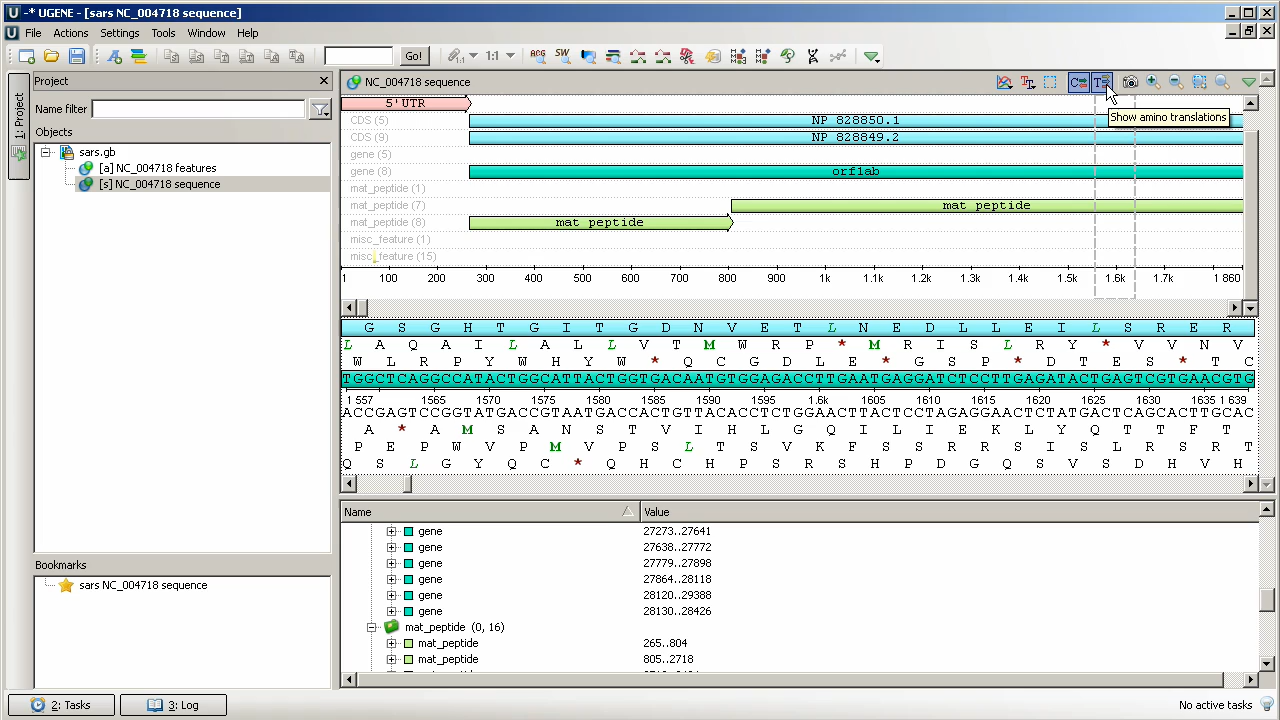 -* UGENE - [sars NC_004718 sequence]
File Actions Settings Tools Window Help
1:1 SW Go!
1: Project
Project
Name filter
Objects
sars.gb
[a] NC_004718 features
[s] NC_004718 sequence
Bookmarks
sars NC_004718 sequence
NC_004718 sequence
Show amino translations
5'UTR
CDS (5) NP 828850.1
CDS (9) NP 828849.2
gene (5)
gene (8) orf1ab
mat_peptide (1)
mat_peptide (7) mat peptide
mat_peptide (8) mat peptide
misc_feature (1)
misc_feature (15)
1 100 200 300 400 500 600 700 800 900 1k 1.1k 1.2k 1.3k 1.4k 1.5k 1.6k 1.7k 1 860
G S G H T G I T G D N V E T L N E D L L E I L S R E R
L A Q A I L A L L V T M W R P * M R I S L R Y * V V N V
W L R P Y W H Y W * Q C G D L E * G S P * D T E S * T C
TGGCTCAGGCCATACTGGCATTACTGGTGACAATGTGGAGACCTTGAATGAGGATCTCCTTGAGATACTGAGTCGTGAACGTG
1 557 1565 1570 1575 1580 1585 1590 1595 1.6k 1605 1610 1615 1620 1625 1630 1 639
ACCGAGTCCGGTATGACCGTAATGACCACTGTTACACCTCTGGAACTTACTCCTAGAGGAACTCTATGACTCAGCACTTGCAC
A * A M S A N S T V I H L G Q I L I E K L Y Q T T F T
P E P W V P M V P S L T S V K F S S R R S I S L R S R T
Q S L G Y Q C * Q H C H P S R S H P D G Q S V S D H V H
Name Value
gene 27273..27641
gene 27638..27772
gene 27779..27898
gene 27864..28118
gene 28120..29388
gene 28130..28426
mat_peptide (0, 16)
mat_peptide 265..804
mat_peptide 805..2718
2: Tasks 3: Log No active tasks